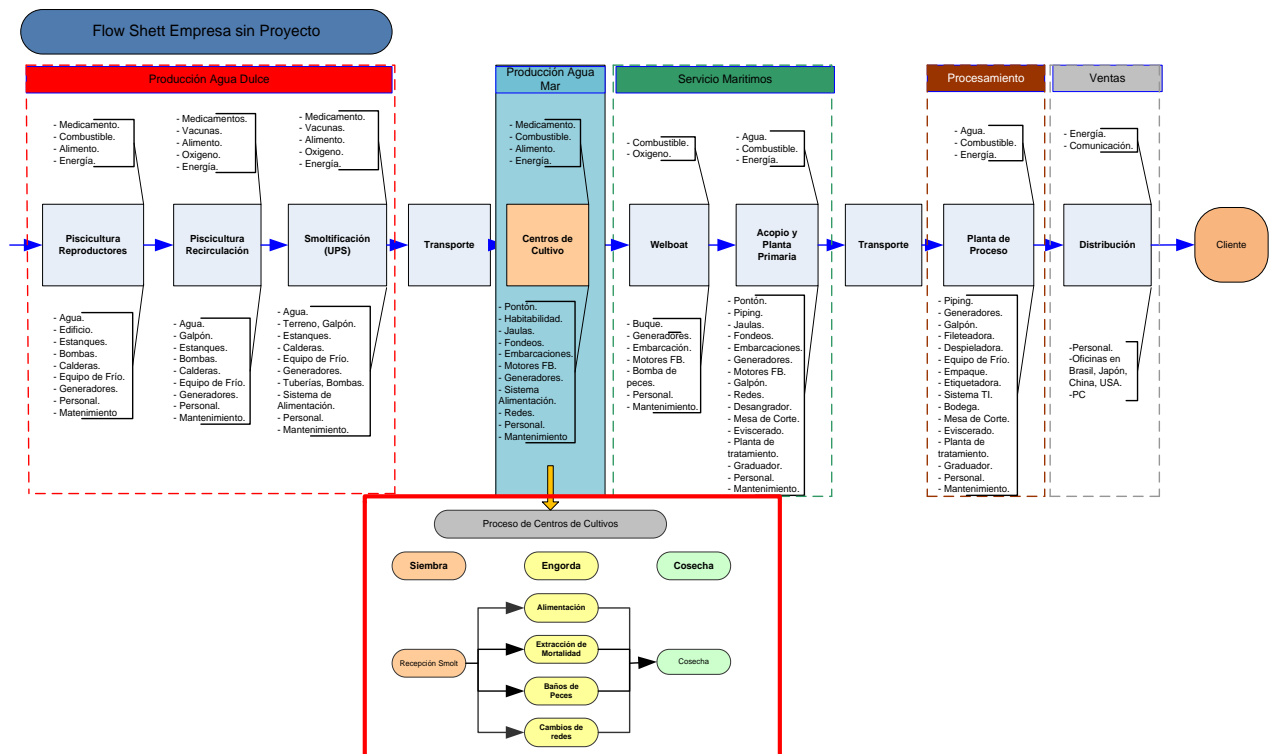 Flow Shett Empresa sin Proyecto
Producción Agua Dulce
Producción Agua
Mar
Servicio Maritimos
Procesamiento
Ventas
- Medicamento.
- Combustible.
- Alimento.
- Energía.
- Medicamentos.
- Vacunas.
- Alimento.
- Oxigeno.
- Energía.
- Medicamento.
- Vacunas.
- Alimento.
- Oxigeno.
- Energía.
- Medicamento.
- Combustible.
- Alimento.
- Energía.
- Combustible.
- Oxigeno.
- Agua.
- Combustible.
- Energía.
- Agua.
- Combustible.
- Energía.
- Energía.
- Comunicación.
Piscicultura
Reproductores
Piscicultura
Recirculación
Smoltificación
(UPS)
Transporte
Centros de
Cultivo
Welboat
Acopio y
Planta
Primaria
Transporte
Planta de
Proceso
Distribución
Cliente
- Agua.
- Edificio.
- Estanques.
- Bombas.
- Calderas.
- Equipo de Frío.
- Generadores.
- Personal.
- Matenimiento
- Agua.
- Galpón.
- Estanques.
- Bombas.
- Calderas.
- Equipo de Frío.
- Generadores.
- Personal.
- Mantenimiento.
- Agua.
- Terreno, Galpón.
- Estanques.
- Calderas.
- Equipo de Frío.
- Generadores.
- Tuberías, Bombas.
- Sistema de
Alimentación.
- Personal.
- Mantenimiento.
- Pontón.
- Habitabilidad.
- Jaulas.
- Fondeos.
- Embarcaciones.
- Motores FB.
- Generadores.
- Sistema
Alimentación.
- Redes.
- Personal.
- Mantenimiento
- Buque.
- Generadores.
- Embarcación.
- Motores FB.
- Bomba de
peces.
- Personal.
- Mantenimiento.
- Pontón.
- Piping.
- Jaulas.
- Fondeos.
- Embarcaciones.
- Generadores.
- Motores FB.
- Galpón.
- Redes.
- Desangrador.
- Mesa de Corte.
- Eviscerado.
- Planta de
tratamiento.
- Graduador.
- Personal.
- Mantenimiento.
- Piping.
- Generadores.
- Galpón.
- Fileteadora.
- Despieladora.
- Equipo de Frío.
- Empaque.
- Etiquetadora.
- Sistema TI.
- Bodega.
- Mesa de Corte.
- Eviscerado.
- Planta de
tratamiento.
- Graduador.
- Personal.
- Mantenimiento.
-Personal.
-Oficinas en
Brasil, Japón,
China, USA.
-PC
Proceso de Centros de Cultivos
Siembra
Engorda
Cosecha
Recepción Smolt
Alimentación
Extracción de
Mortalidad
Baños de
Peces
Cambios de
redes
Cosecha